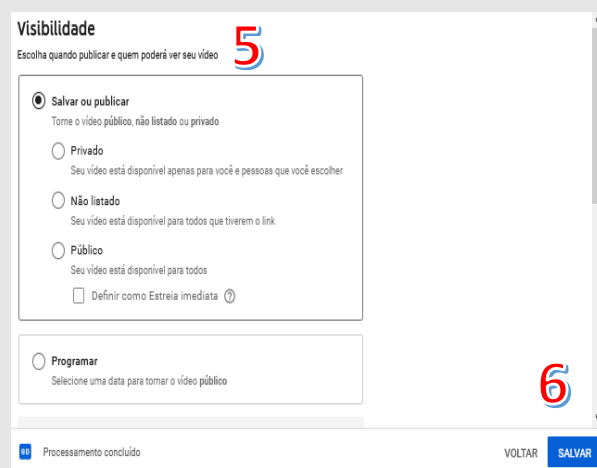 Visibilidade
Escolha quando publicar e quem poderá ver seu vídeo
5
Salvar ou publicar
Torne o vídeo público, não listado ou privado
Privado
Seu vídeo está disponível apenas para você e pessoas que você escolher
Não listado
Seu vídeo está disponível para todos que tiverem o link
Público
Seu vídeo está disponível para todos
Definir como Estreia imediata ?
Programar
Selecione uma data para tornar o vídeo público
6
SD Processamento concluído
VOLTAR SALVAR